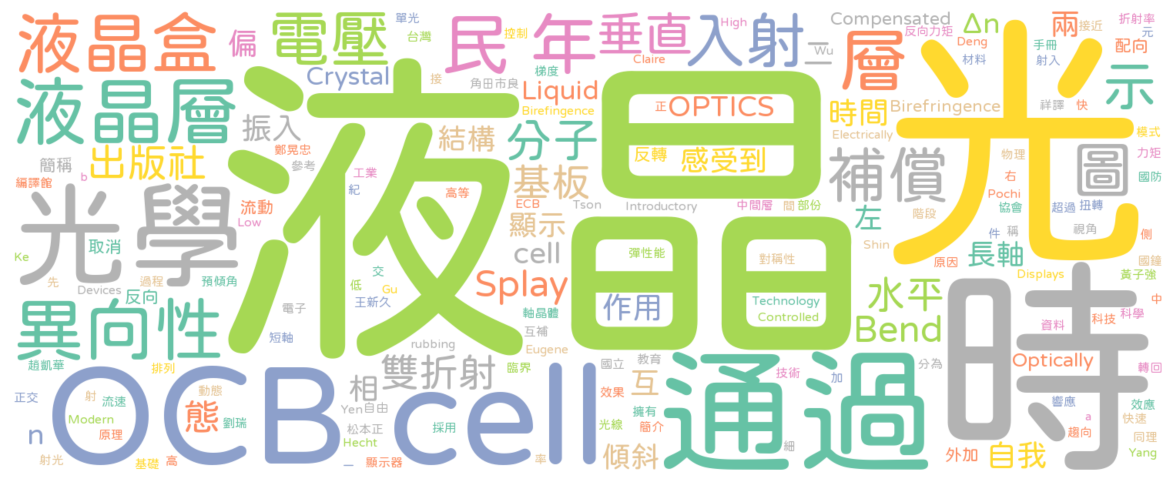 液晶盒
偏
電壓
單光
台灣
民
控制
年
垂直
Claire
High
入射
二
Wu
Compensated
反向力矩
層
Δn
Deng
材料
兩
手冊
射入
折射率
接近
元
配向
示
液晶層
Crystal
接
梯度
角田市良
Liquid
Birefingence
正
OPTICS
時間
Birefringence
Electrically
祥譯
快
模式
液晶
光
振入
結構
分子
反轉
感受到
補償
圖
物理
力矩
國防
簡稱
出版社
鄭晃忠
參考
編譯館
b
工業
紀
高等
基板
ECB
Tson
Introductory
中間層
間
部份
右
Pochi
協會
超過
扭轉
階段
光學
流動
Low
取消
顯示
左
件
稱
視角
側
Shin
長軸
原因
Ke
先
Devices
過程
預傾角
反向
cell
彈性能
對稱性
Displays
國鐘
黃子強
交
低
Gu
王新久
Splay
作用
Technology
Controlled
水平
Bend
時
中
資料
科技
科學
異向性
電子
短軸
軸晶體
互補
Eugene
rubbing
趙凱華
排列
雙折射
臨界
國立
教育
互
技術
加
通過
分為
Optically
轉回
正交
OCB
cell
射
動態
態
劉瑞
流速
Modern
原理
相
Yen
自由
松本正
Hecht
採用
效果
擁有
簡介
光線
響應
a
趨向
效應
快速
同理
Yang
n
射光
基礎
高
一
顯示器
率
傾斜
細
外加
自我